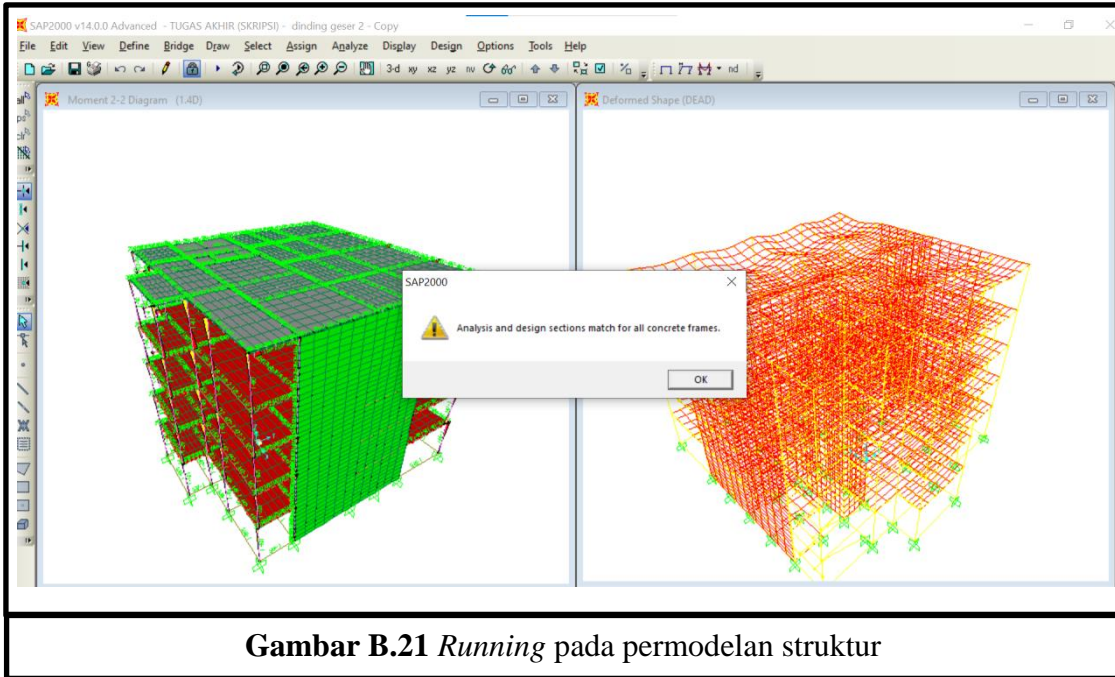 SAP2000 v14.0.0 Advanced - TUGAS AKHIR (SKRIPSI) - dinding geser 2 - Copy
File Edit View Define Bridge Draw Select Assign Analyze Display Design Options Tools Help
3-d xy xz yz nv nd
Moment 2-2 Diagram (1.4D)
Deformed Shape (DEAD)
SAP2000
Analysis and design sections match for all concrete frames.
OK
Gambar B.21 Running pada permodelan struktur